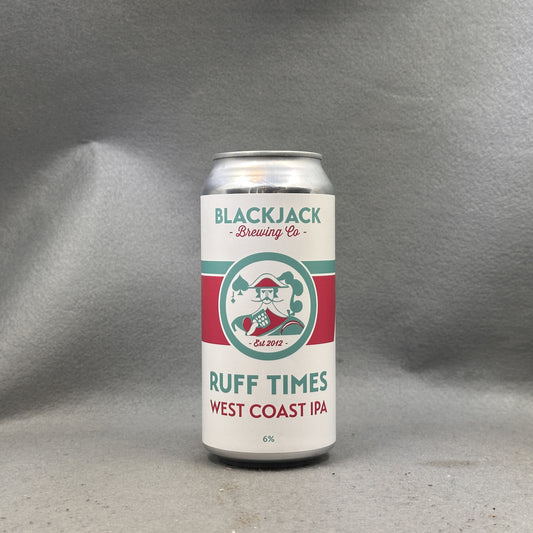 BLACKJACK
- Brewing Co -
J
- Est 2012 -
RUFF TIMES
WEST COAST IPA
6%